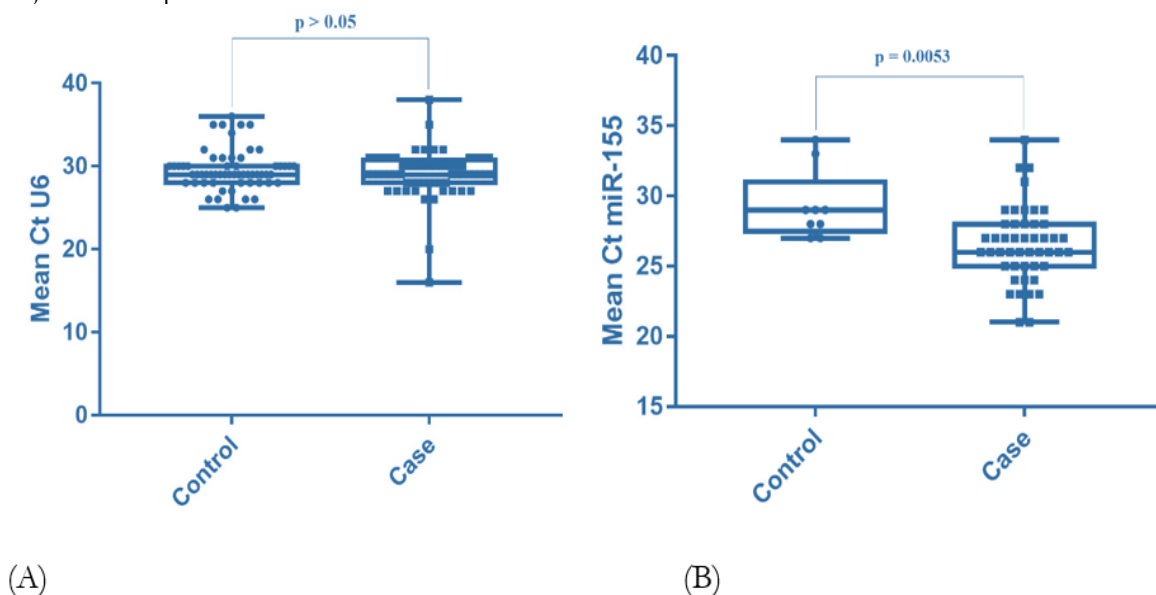 p > 0.05
40
30
20
10
0
Mean Ct U6
Control
Case
(A)
p = 0.0053
40
35
30
25
20
15
Mean Ct miR-155
Control
Case
(B)